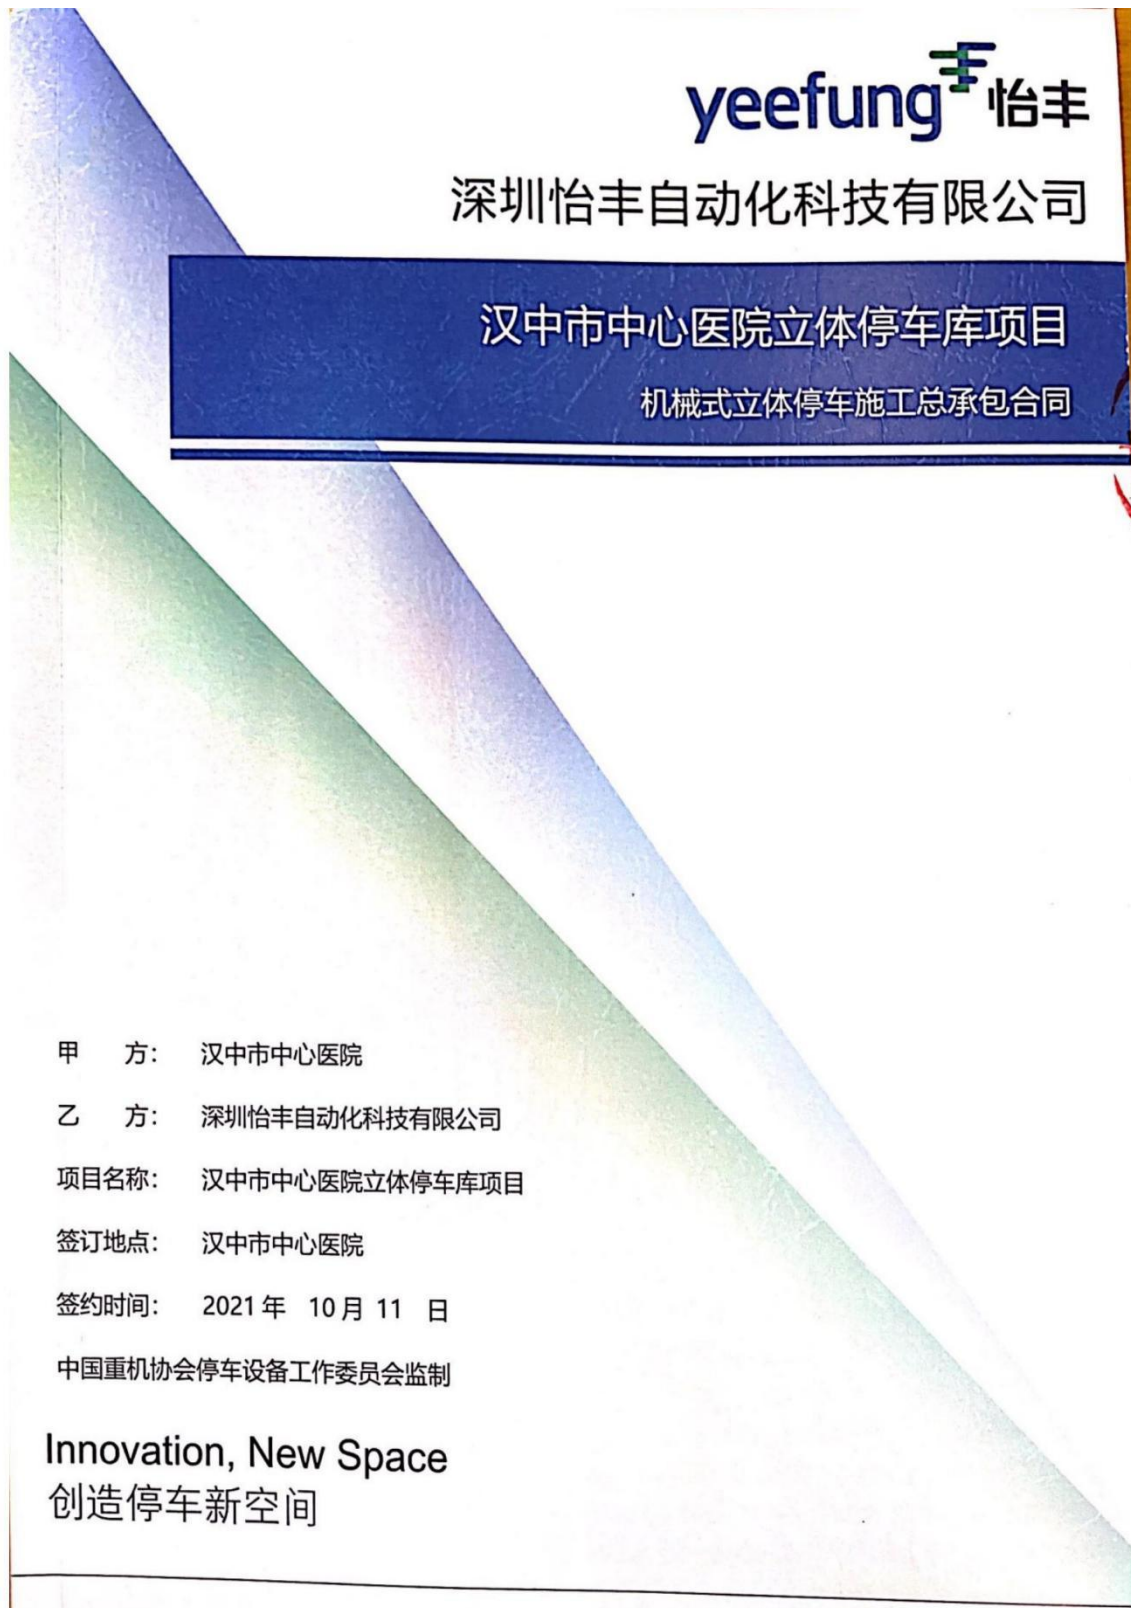 yeefung 怡丰
深圳怡丰自动化科技有限公司
汉中市中心医院立体停车库项目
机械式立体停车施工总承包合同
甲 方： 汉中市中心医院
乙 方： 深圳怡丰自动化科技有限公司
项目名称： 汉中市中心医院立体停车库项目
签订地点： 汉中市中心医院
签约时间： 2021 年 10 月 11 日
中国重机协会停车设备工作委员会监制
Innovation, New Space
创造停车新空间